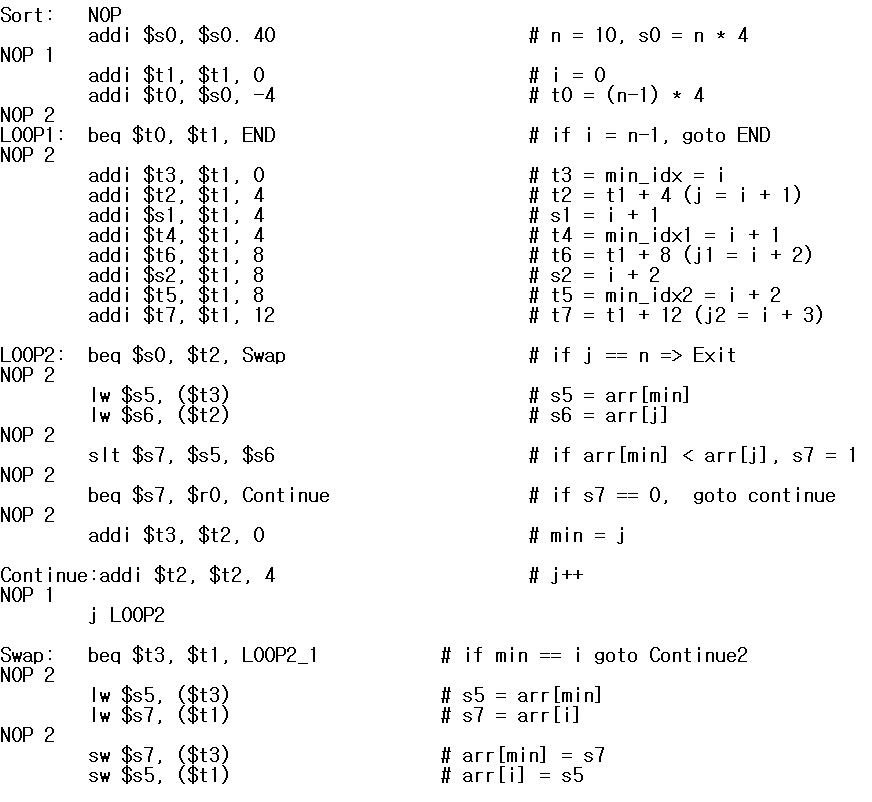 Sort: NOP
addi $s0, $s0. 40 # n = 10, s0 = n * 4
NOP 1
addi $t1, $t1, 0 # i = 0
addi $t0, $s0, -4 # t0 = (n-1) * 4
NOP 2
LOOP1: beq $t0, $t1, END # if i = n-1, goto END
NOP 2
addi $t3, $t1, 0 # t3 = min_idx = i
addi $t2, $t1, 4 # t2 = t1 + 4 (j = i + 1)
addi $s1, $t1, 4 # s1 = i + 1
addi $t4, $t1, 4 # t4 = min_idx1 = i + 1
addi $t6, $t1, 8 # t6 = t1 + 8 (j1 = i + 2)
addi $s2, $t1, 8 # s2 = i + 2
addi $t5, $t1, 8 # t5 = min_idx2 = i + 2
addi $t7, $t1, 12 # t7 = t1 + 12 (j2 = i + 3)
LOOP2: beq $s0, $t2, Swap # if j == n => Exit
NOP 2
lw $s5, ($t3) # s5 = arr[min]
lw $s6, ($t2) # s6 = arr[j]
NOP 2
slt $s7, $s5, $s6 # if arr[min] < arr[j], s7 = 1
NOP 2
beq $s7, $r0, Continue # if s7 == 0, goto continue
NOP 2
addi $t3, $t2, 0 # min = j
Continue:addi $t2, $t2, 4 # j++
NOP 1
j LOOP2
Swap: beq $t3, $t1, LOOP2_1 # if min == i goto Continue2
NOP 2
lw $s5, ($t3) # s5 = arr[min]
lw $s7, ($t1) # s7 = arr[i]
NOP 2
sw $s7, ($t3) # arr[min] = s7
sw $s5, ($t1) # arr[i] = s5